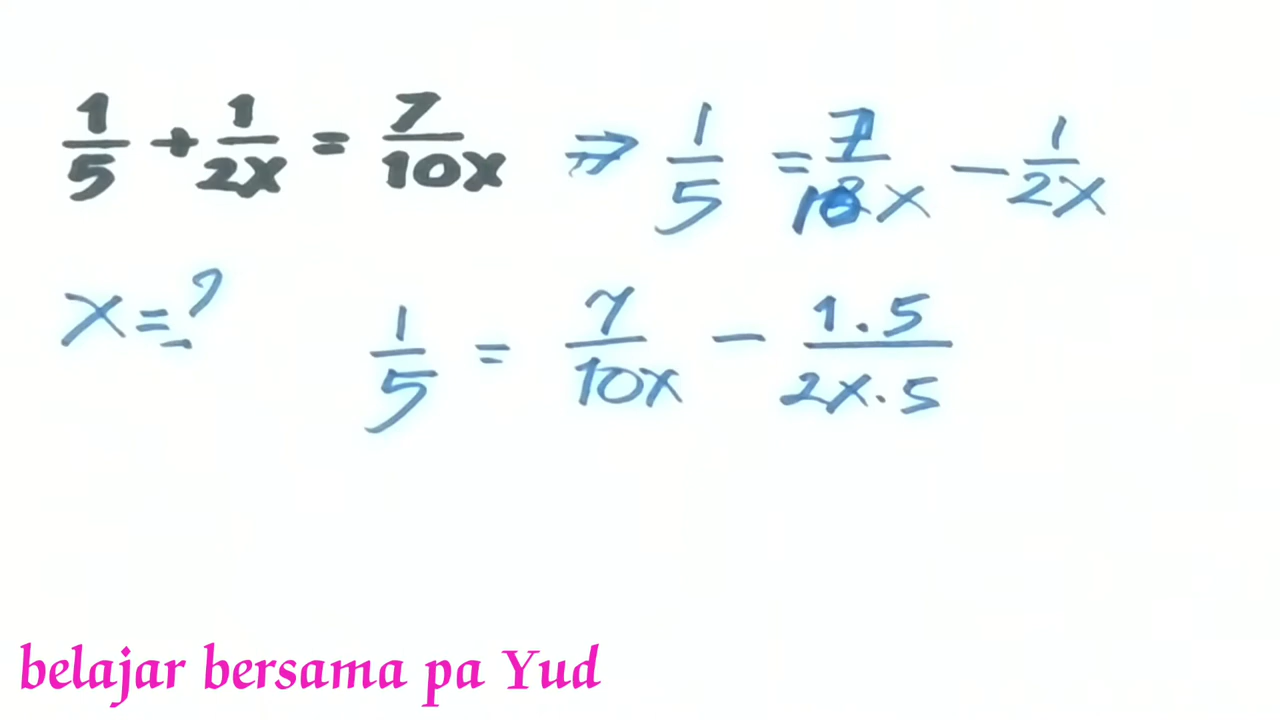 1/5 + 1/2x = 7/10x ⇒ 1/5 = 7/10x − 1/2x
x = ?
1/5 = 7/10x − 1.5/2x.5
belajar bersama pa Yud